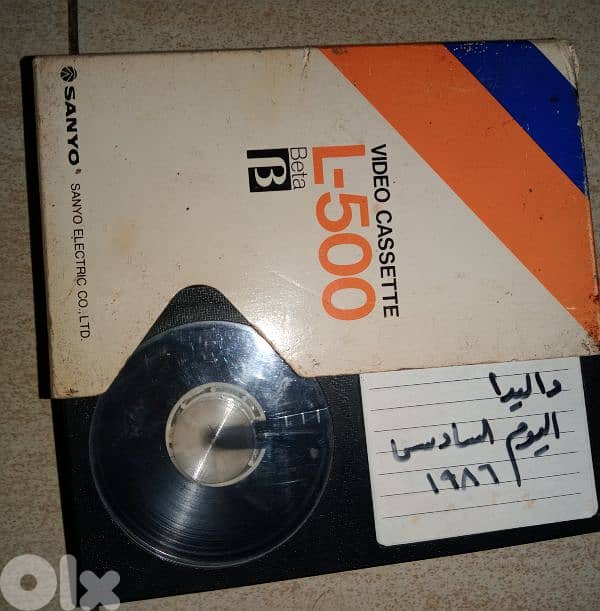 SANYO
SANYO ELECTRIC CO., LTD.
VIDEO CASSETTE
L-500
Beta
β
داليدا
اليوم السادس
١٩٨٦
OLX